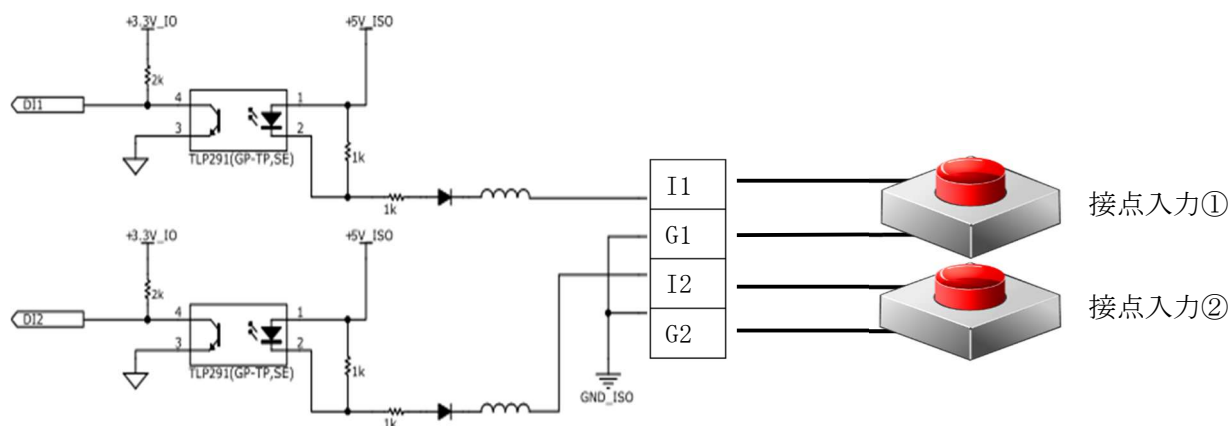 +3.3V_IO
+5V_ISO
2k
DI1
4
1
3
2
1k
TLP291(GP-TP,SE)
1k
I1
G1
I2
G2
接点入力①
接点入力②
+3.3V_IO
+5V_ISO
2k
DI2
4
1
3
2
1k
TLP291(GP-TP,SE)
1k
GND_ISO